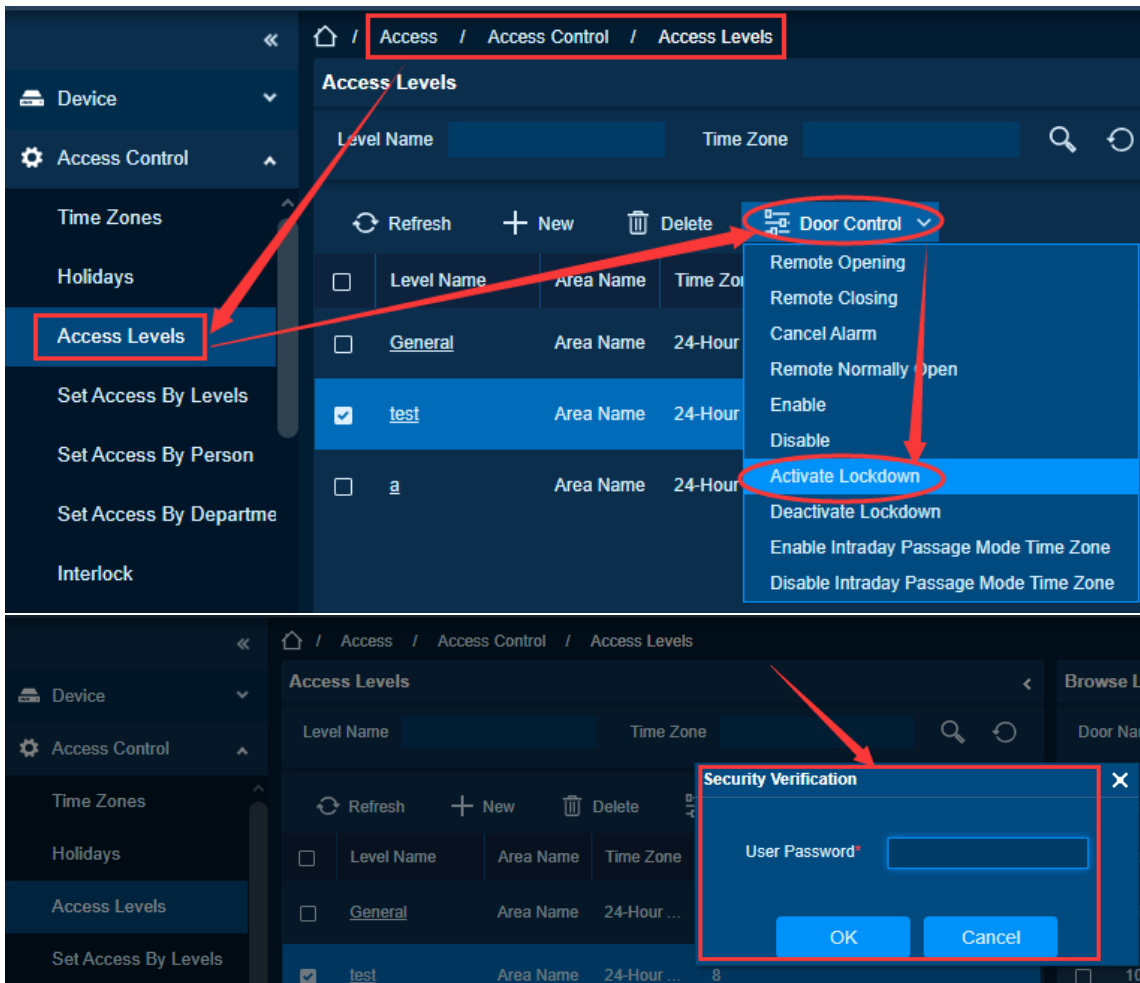 / Access / Access Control / Access Levels
Device
Access Control
Time Zones
Holidays
Access Levels
Set Access By Levels
Set Access By Person
Set Access By Departme
Interlock
Access Levels
Level Name Time Zone
Refresh New Delete Door Control
Level Name Area Name Time Zo
General Area Name 24-Hour
test Area Name 24-Hour
a Area Name 24-Hour
Remote Opening
Remote Closing
Cancel Alarm
Remote Normally Open
Enable
Disable
Activate Lockdown
Deactivate Lockdown
Enable Intraday Passage Mode Time Zone
Disable Intraday Passage Mode Time Zone
/ Access / Access Control / Access Levels
Device
Access Control
Time Zones
Holidays
Access Levels
Set Access By Levels
Access Levels
Level Name Time Zone
Refresh New Delete
Level Name Area Name Time Zone
General Area Name 24-Hour ...
test Area Name 24-Hour ... 8
Browse L
Door Nar
10
Security Verification
User Password*
OK Cancel